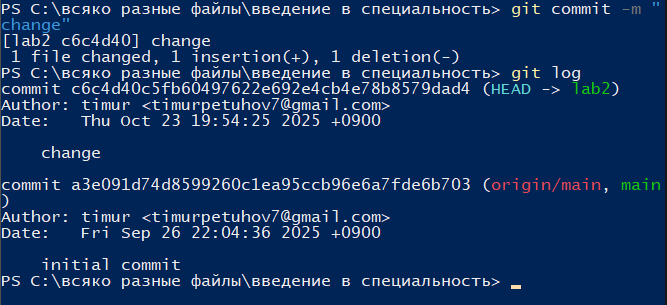 PS C:\всяко разные файлы\введение в специальность> git commit -m "
change"
[lab2 c6c4d40] change
 1 file changed, 1 insertion(+), 1 deletion(-)
PS C:\всяко разные файлы\введение в специальность> git log
commit c6c4d40c5fb60497622e692e4cb4e78b8579dad4 (HEAD -> lab2)
Author: timur <timurpetuhov7@gmail.com>
Date:   Thu Oct 23 19:54:25 2025 +0900

    change

commit a3e091d74d8599260c1ea95ccb96e6a7fde6b703 (origin/main, main
)
Author: timur <timurpetuhov7@gmail.com>
Date:   Fri Sep 26 22:04:36 2025 +0900

    initial commit
PS C:\всяко разные файлы\введение в специальность>